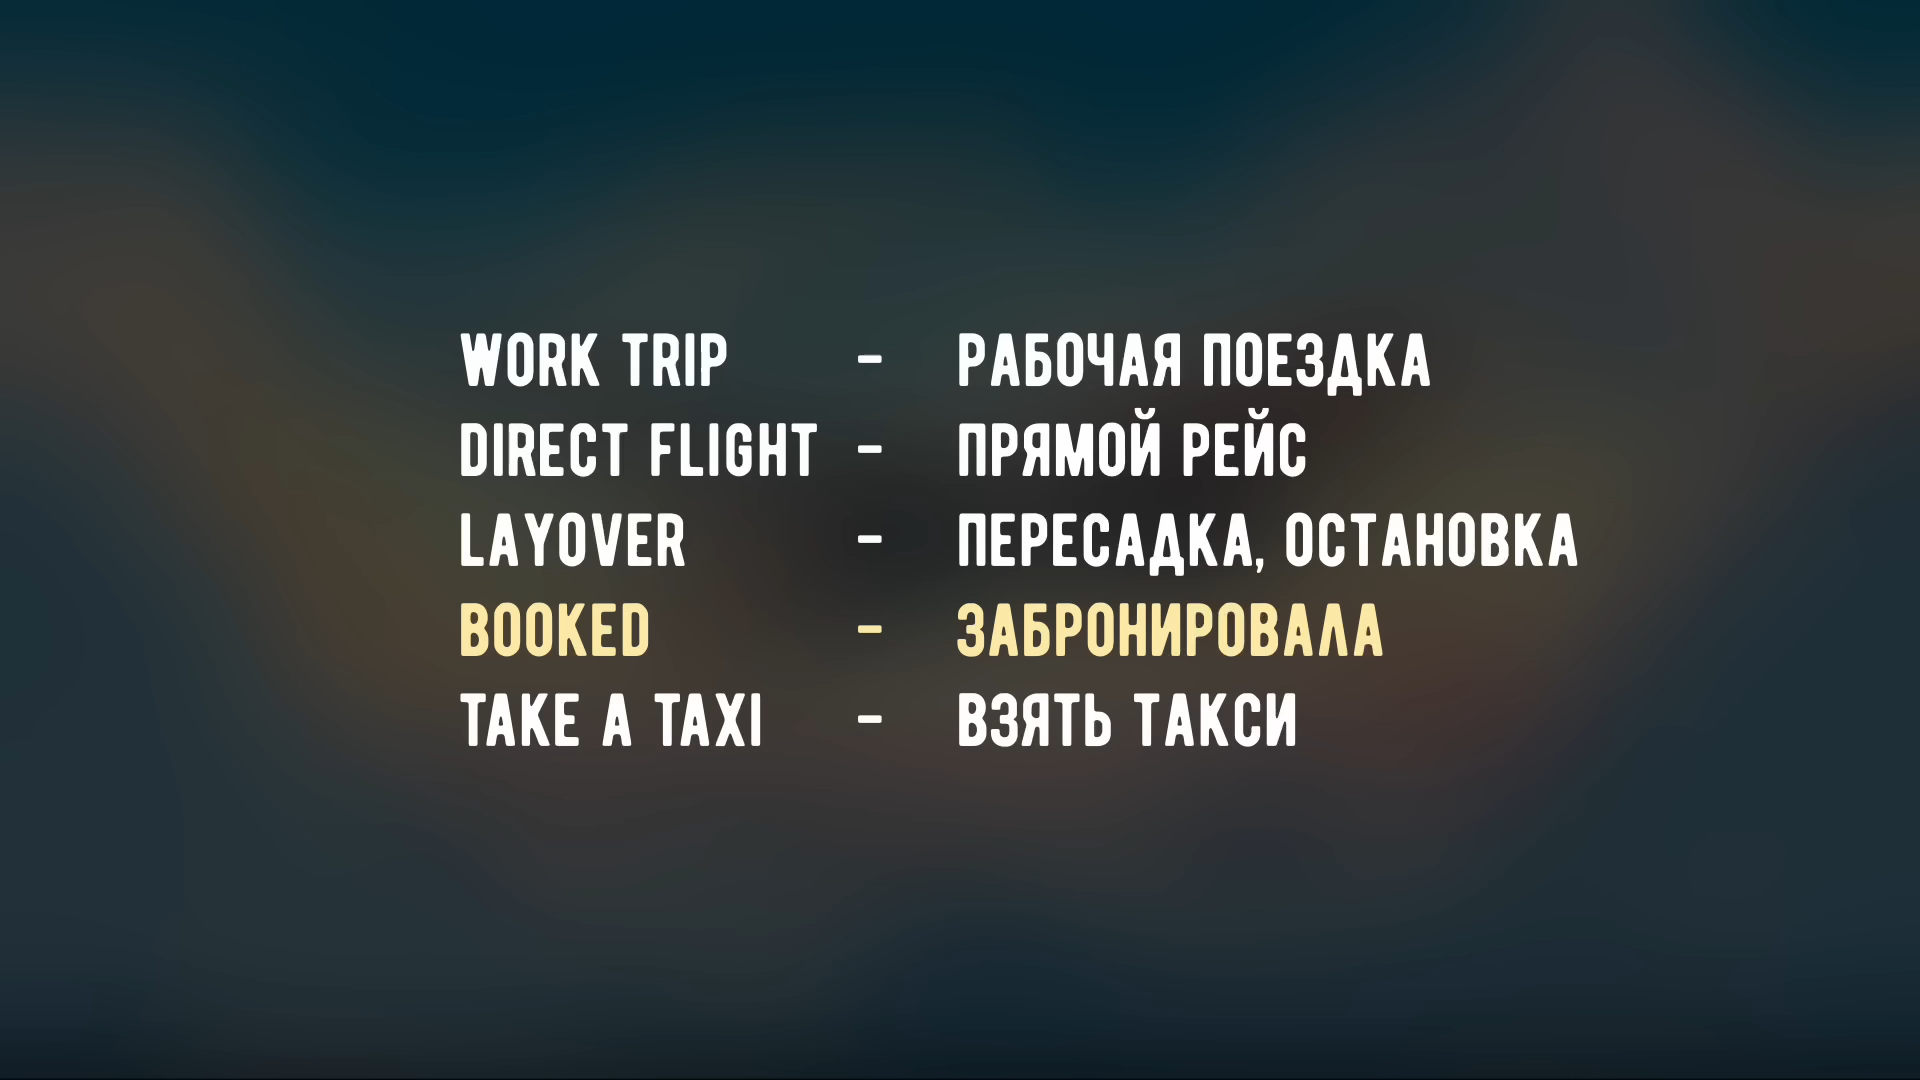 WORK TRIP - РАБОЧАЯ ПОЕЗДКА
DIRECT FLIGHT - ПРЯМОЙ РЕЙС
LAYOVER - ПЕРЕСАДКА, ОСТАНОВКА
BOOKED - ЗАБРОНИРОВАЛА
TAKE A TAXI - ВЗЯТЬ ТАКСИ